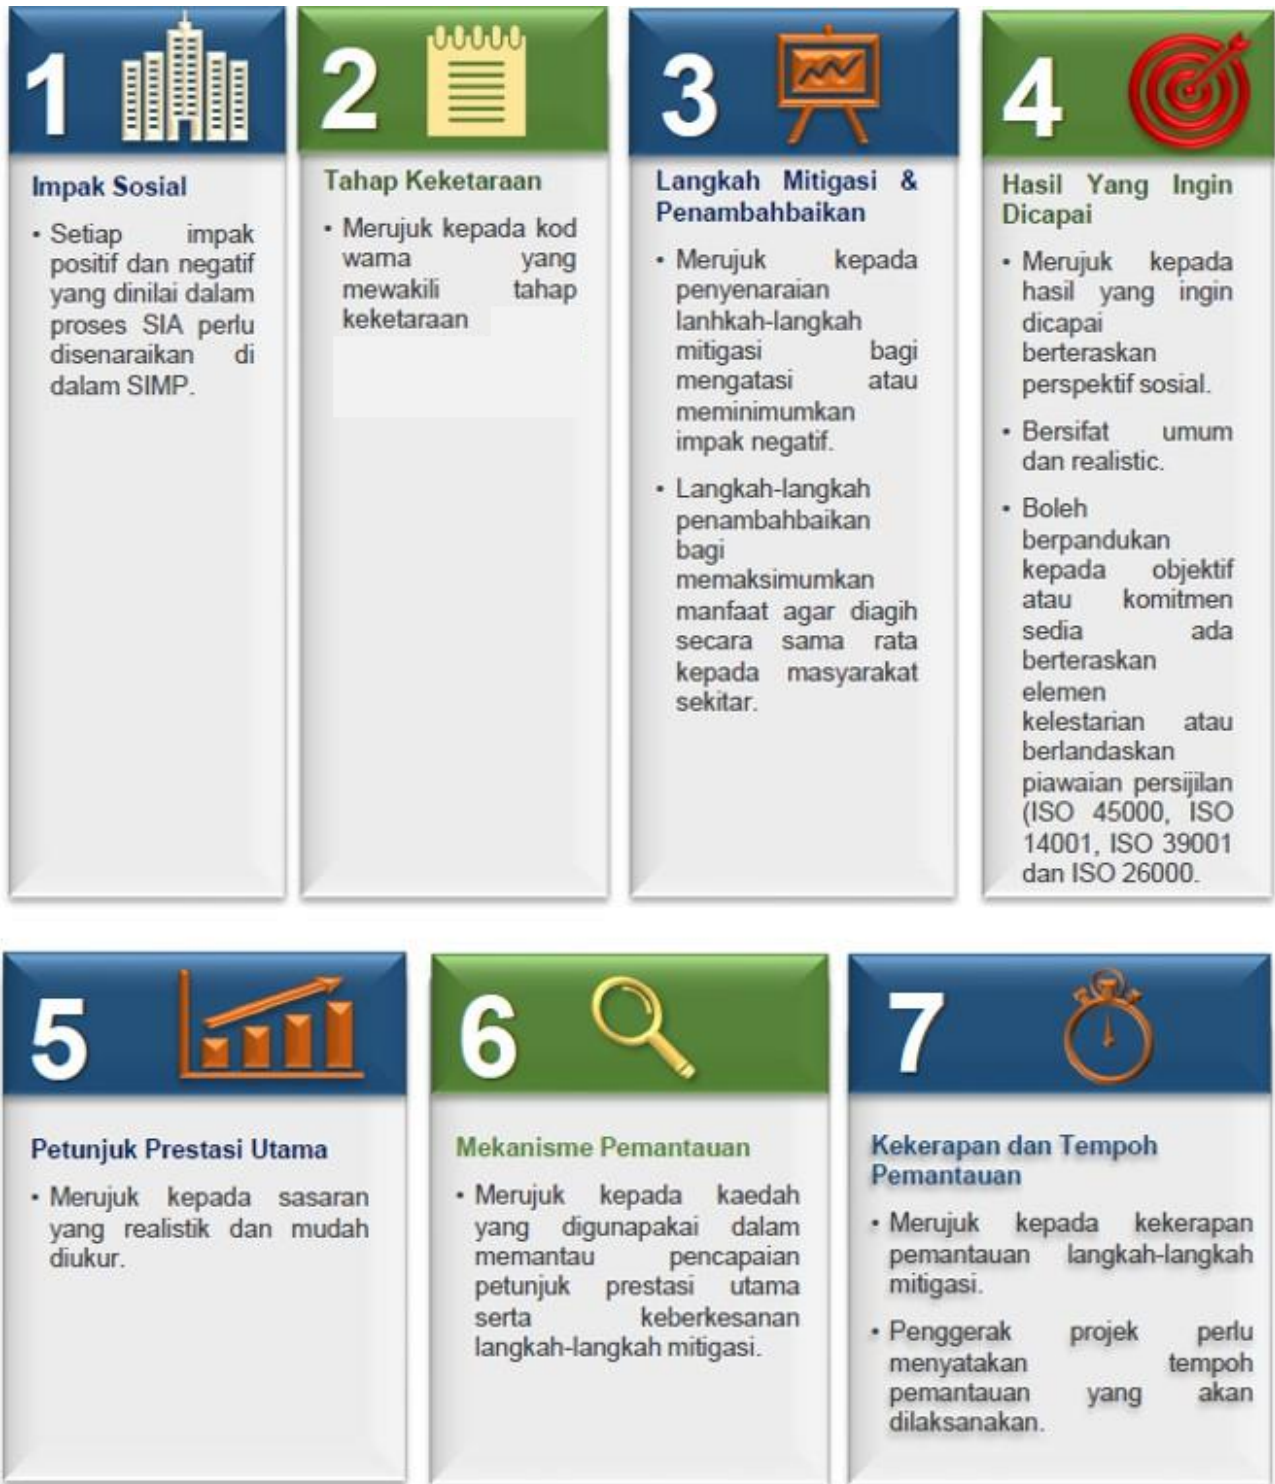 1
Impak Sosial
• Setiap impak
positif dan negatif
yang dinilai dalam
proses SIA perlu
disenaraikan di
dalam SIMP.
2
Tahap Keketaraan
• Merujuk kepada kod
warna yang
mewakili tahap
keketaraan
3
Langkah Mitigasi &
Penambahbaikan
• Merujuk kepada
penyenaraian
lanhkah-langkah
mitigasi bagi
mengatasi atau
meminimumkan
impak negatif.
• Langkah-langkah
penambahbaikan
bagi
memaksimumkan
manfaat agar diagih
secara sama rata
kepada masyarakat
sekitar.
4
Hasil Yang Ingin
Dicapai
• Merujuk kepada
hasil yang ingin
dicapai
berteraskan
perspektif sosial.
• Bersifat umum
dan realistic.
• Boleh
berpandukan
kepada objektif
atau komitmen
sedia ada
berteraskan
elemen
kelestarian atau
berlandaskan
piawaian persijilan
(ISO 45000, ISO
14001, ISO 39001
dan ISO 26000.
5
Petunjuk Prestasi Utama
• Merujuk kepada sasaran
yang realistik dan mudah
diukur.
6
Mekanisme Pemantauan
• Merujuk kepada kaedah
yang digunapakai dalam
memantau pencapaian
petunjuk prestasi utama
serta keberkesanan
langkah-langkah mitigasi.
7
Kekerapan dan Tempoh
Pemantauan
• Merujuk kepada kekerapan
pemantauan langkah-langkah
mitigasi.
• Penggerak projek perlu
menyatakan tempoh
pemantauan yang akan
dilaksanakan.